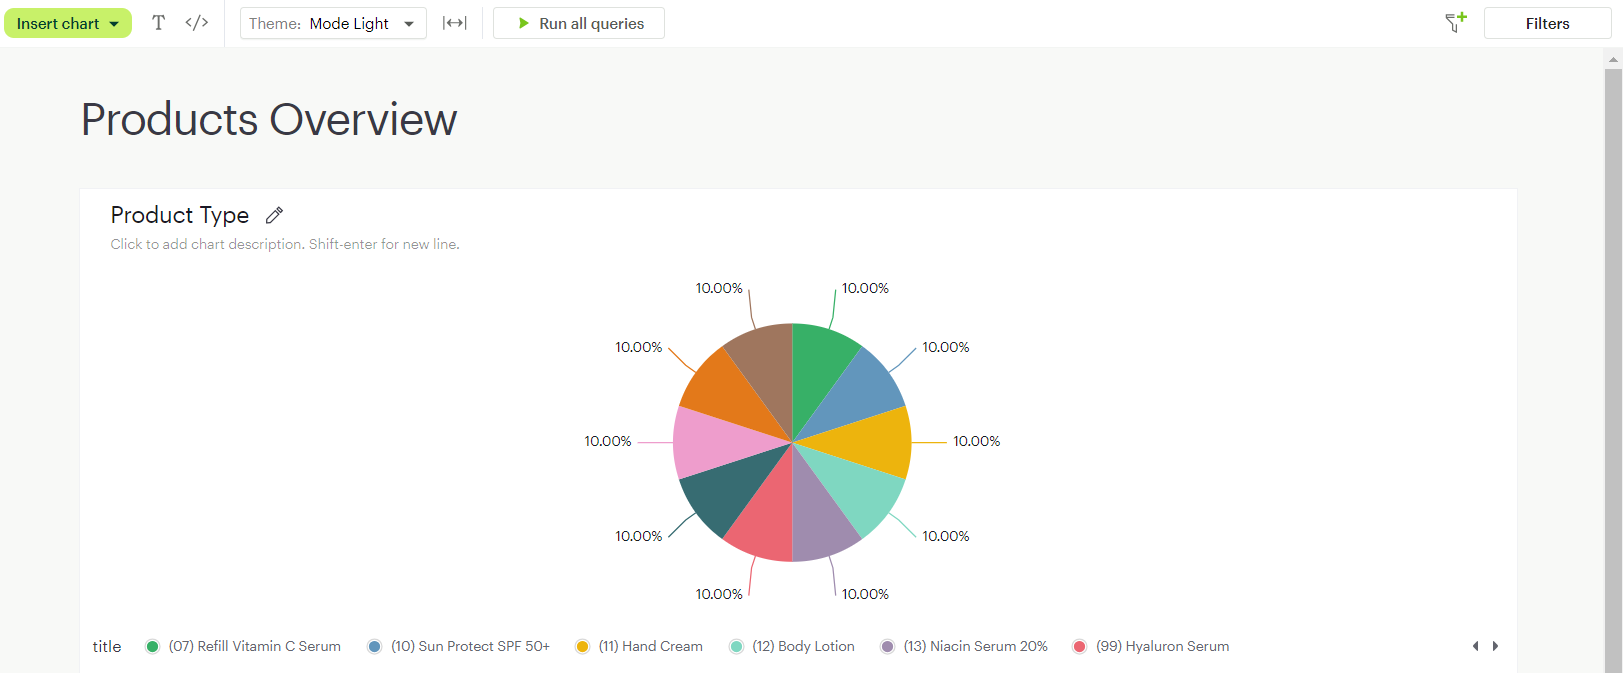 Insert chart T </> Theme: Mode Light Run all queries Filters
Products Overview
Product Type
Click to add chart description. Shift-enter for new line.
10.00% 10.00%
10.00% 10.00%
10.00% 10.00%
10.00% 10.00%
10.00% 10.00%
title (07) Refill Vitamin C Serum (10) Sun Protect SPF 50+ (11) Hand Cream (12) Body Lotion (13) Niacin Serum 20% (99) Hyaluron Serum